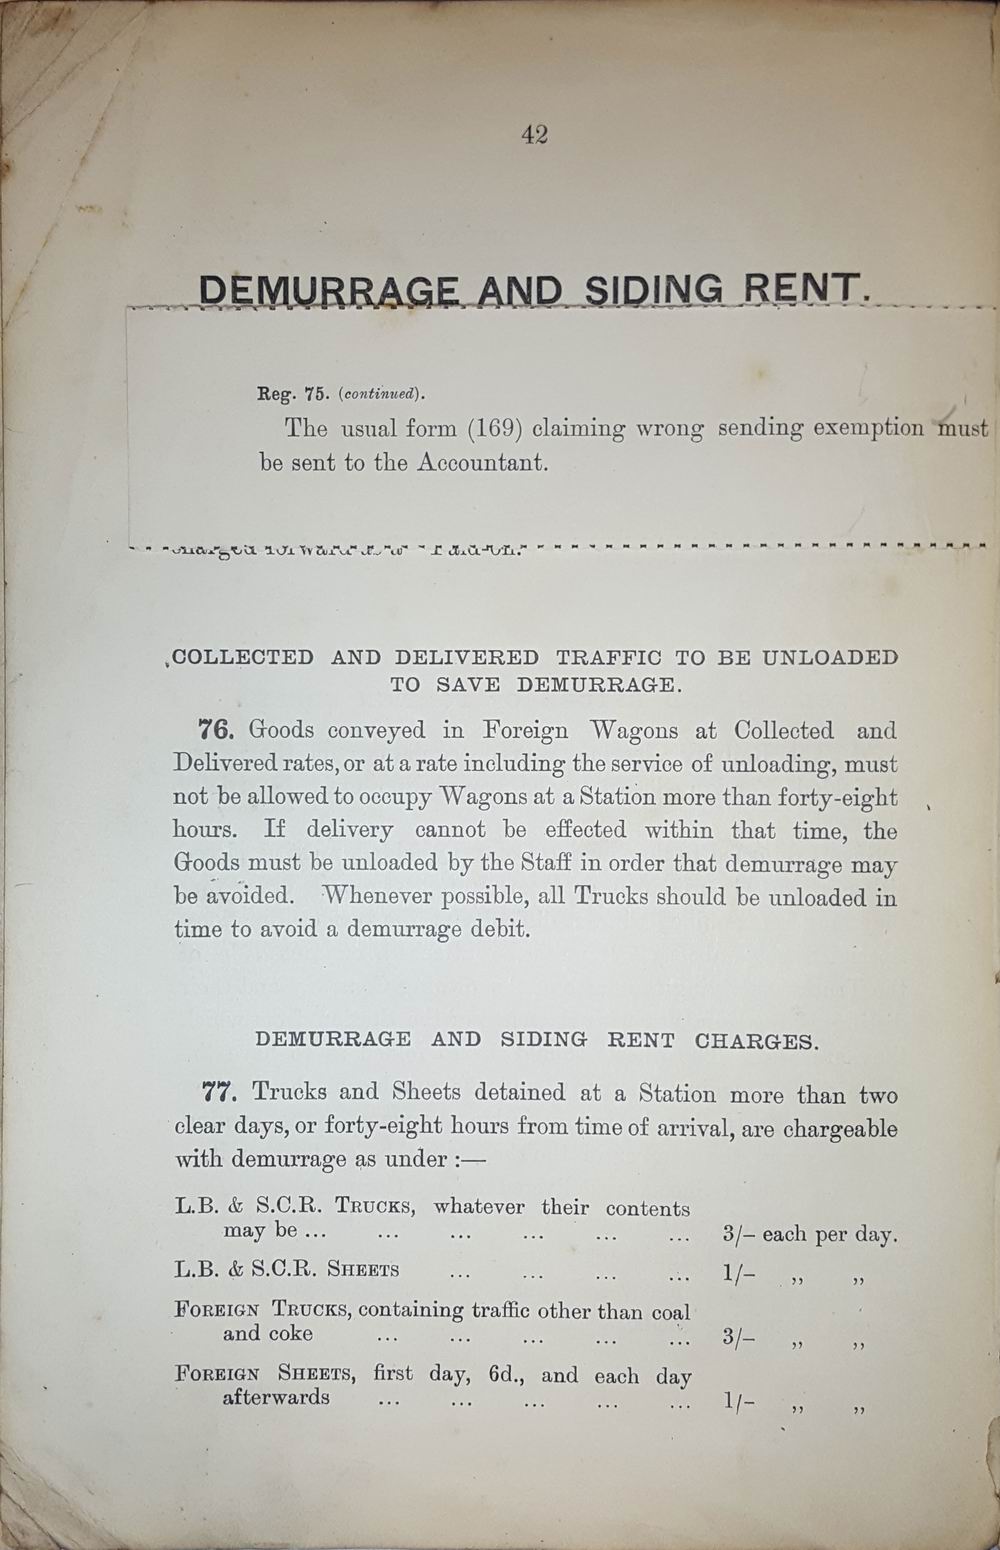 42
DEMURRAGE AND SIDING RENT.
Reg. 75. (continued).
The usual form (169) claiming wrong sending exemption must
be sent to the Accountant.
COLLECTED AND DELIVERED TRAFFIC TO BE UNLOADED
TO SAVE DEMURRAGE.
76. Goods conveyed in Foreign Wagons at Collected and
Delivered rates, or at a rate including the service of unloading, must
not be allowed to occupy Wagons at a Station more than forty-eight
hours. If delivery cannot be effected within that time, the
Goods must be unloaded by the Staff in order that demurrage may
be avoided. Whenever possible, all Trucks should be unloaded in
time to avoid a demurrage debit.
DEMURRAGE AND SIDING RENT CHARGES.
77. Trucks and Sheets detained at a Station more than two
clear days, or forty-eight hours from time of arrival, are chargeable
with demurrage as under :—
L.B. & S.C.R. TRUCKS, whatever their contents
may be ... ... ... ... ... ... 3/– each per day.
L.B. & S.C.R. SHEETS ... ... ... ... 1/– ,, ,,
FOREIGN TRUCKS, containing traffic other than coal
and coke ... ... ... ... ... 3/– ,, ,,
FOREIGN SHEETS, first day, 6d., and each day
afterwards ... ... ... ... ... 1/– ,, ,,